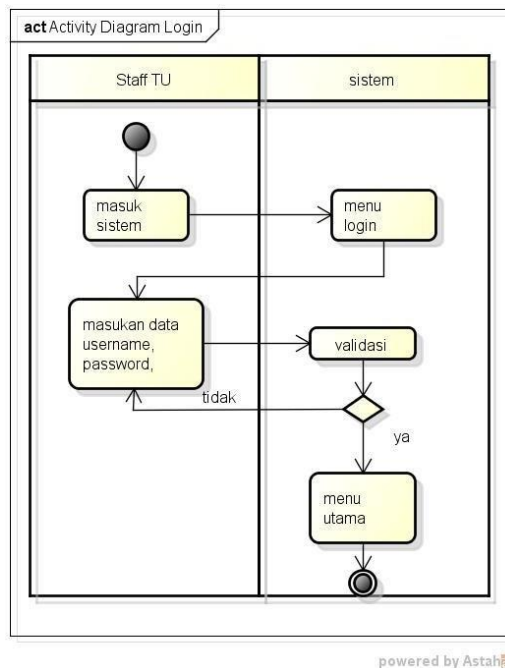 act Activity Diagram Login
Staff TU
sistem
masuk
sistem
menu
login
masukan data
username,
password,
validasi
tidak
ya
menu
utama
powered by Astah